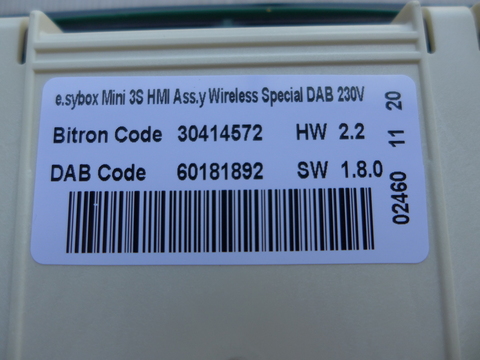 e.sybox Mini 3S HMI Ass.y Wireless Special DAB 230V
Bitron Code 30414572 HW 2.2
DAB Code 60181892 SW 1.8.0
02460 11 20